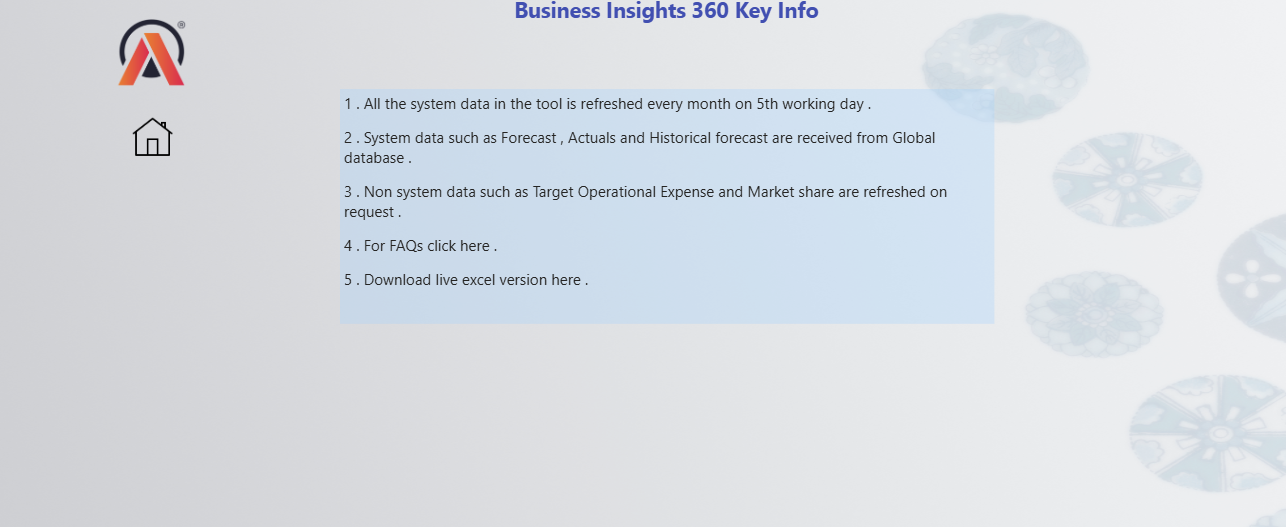 Business Insights 360 Key Info
®
1 . All the system data in the tool is refreshed every month on 5th working day .
2 . System data such as Forecast , Actuals and Historical forecast are received from Global
database .
3 . Non system data such as Target Operational Expense and Market share are refreshed on
request .
4 . For FAQs click here .
5 . Download live excel version here .